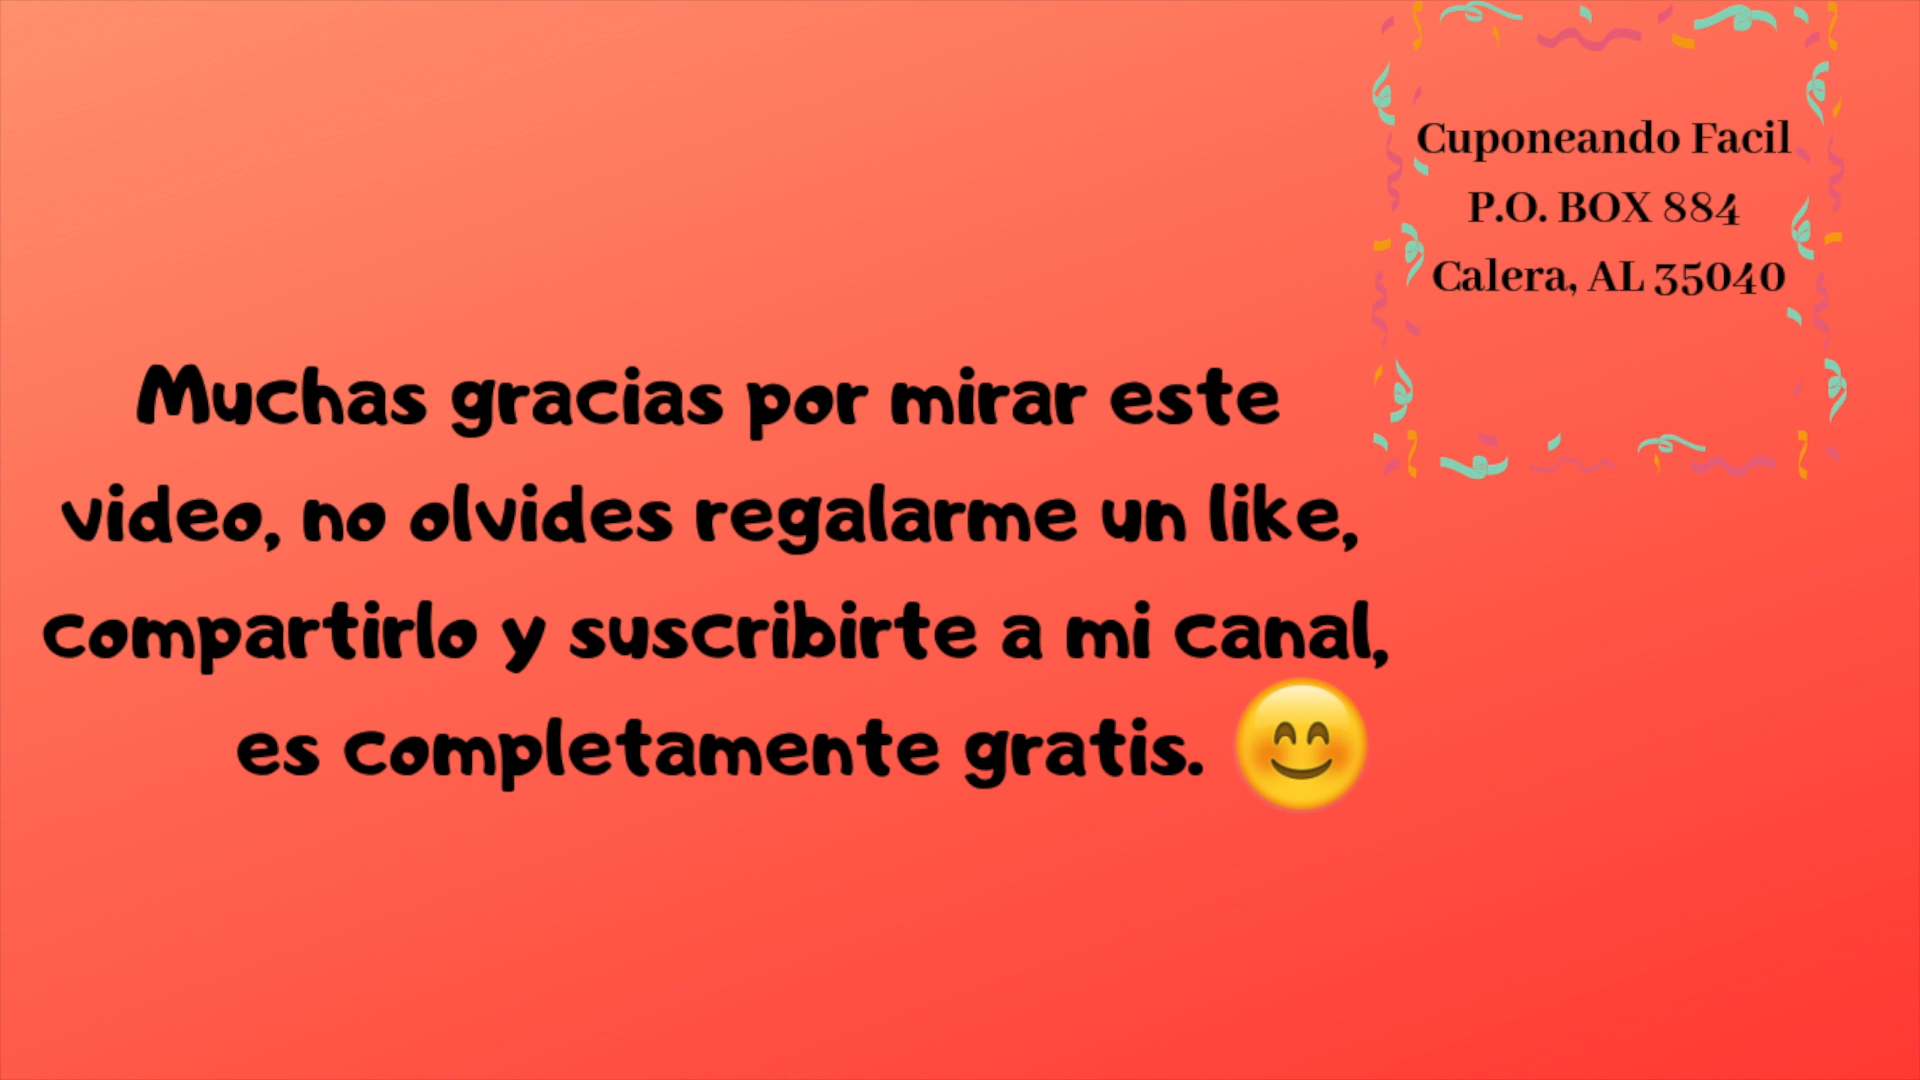 Cuponeando Facil
P.O. BOX 884
Calera, AL 35040
Muchas gracias por mirar este
video, no olvides regalarme un like,
compartirlo y suscribirte a mi canal,
es completamente gratis. 😊